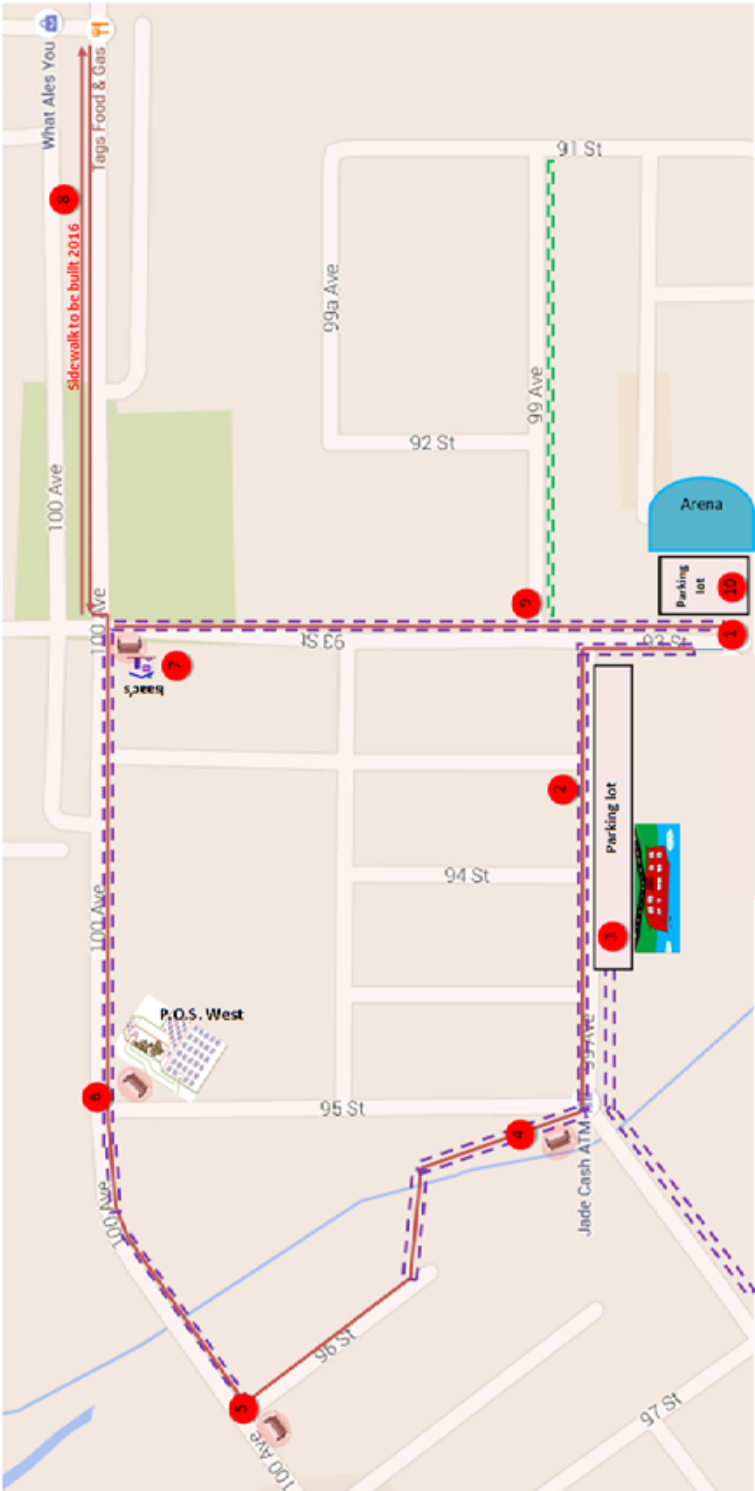 What Ales You
Tags Food & Gas
8
Sidewalk to be built 2016
91 St
99a Ave
99 Ave
92 St
100 Ave
Arena
Parking
lot
10
9
1
100 Ave
93 St
93 St
7
Isaac's
2
Parking lot
94 St
3
100 Ave
P.O.S. West
99 Ave
6
95 St
4
Jade Cash ATM
100 Ave
96 St
5
97 St
100 Ave